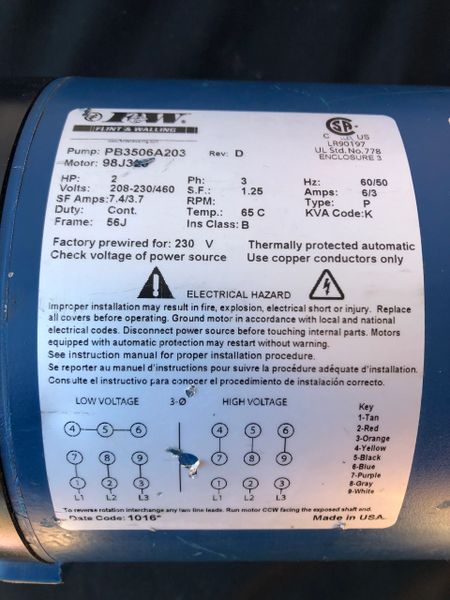 F&W
FLINT & WALLING
Pump: PB3506A203 Rev: D
Motor:
CSA
C US
LR90197
UL Std. No.778
ENCLOSURE 3
HP: 2 Ph: 3 Hz: 60/50
Volts: 208-230/460 S.F.: 1.25 Amps: 6/3
SF Amps: 7.4/3.7 RPM: Type: P
Duty: Cont. Temp.: 65 C KVA Code: K
Frame: 56J Ins Class: B
Factory prewired for: 230 V Thermally protected automatic
Check voltage of power source Use copper conductors only
ELECTRICAL HAZARD
Improper installation may result in fire, explosion, electrical short or injury. Replace
all covers before operating. Ground motor in accordance with local and national
electrical codes. Disconnect power source before touching internal parts. Motors
equipped with automatic protection may restart without warning.
See instruction manual for proper installation procedure.
Se reporter au manuel d'instructions pour suivre la procédure adéquate d'installation.
Consulte el instructivo para conocer el procedimiento de instalación correcto.
LOW VOLTAGE 3-Ø HIGH VOLTAGE
4 5 6 4 5 6
7 8 9 7 8 9
1 2 3 1 2 3
L1 L2 L3 L1 L2 L3
Key
1-Tan
2-Red
3-Orange
4-Yellow
5-Black
6-Blue
7-Purple
8-Gray
9-White
To reverse rotation interchange any two line leads. Run motor CCW facing the exposed shaft end.
Date Code: 1016" Made in USA